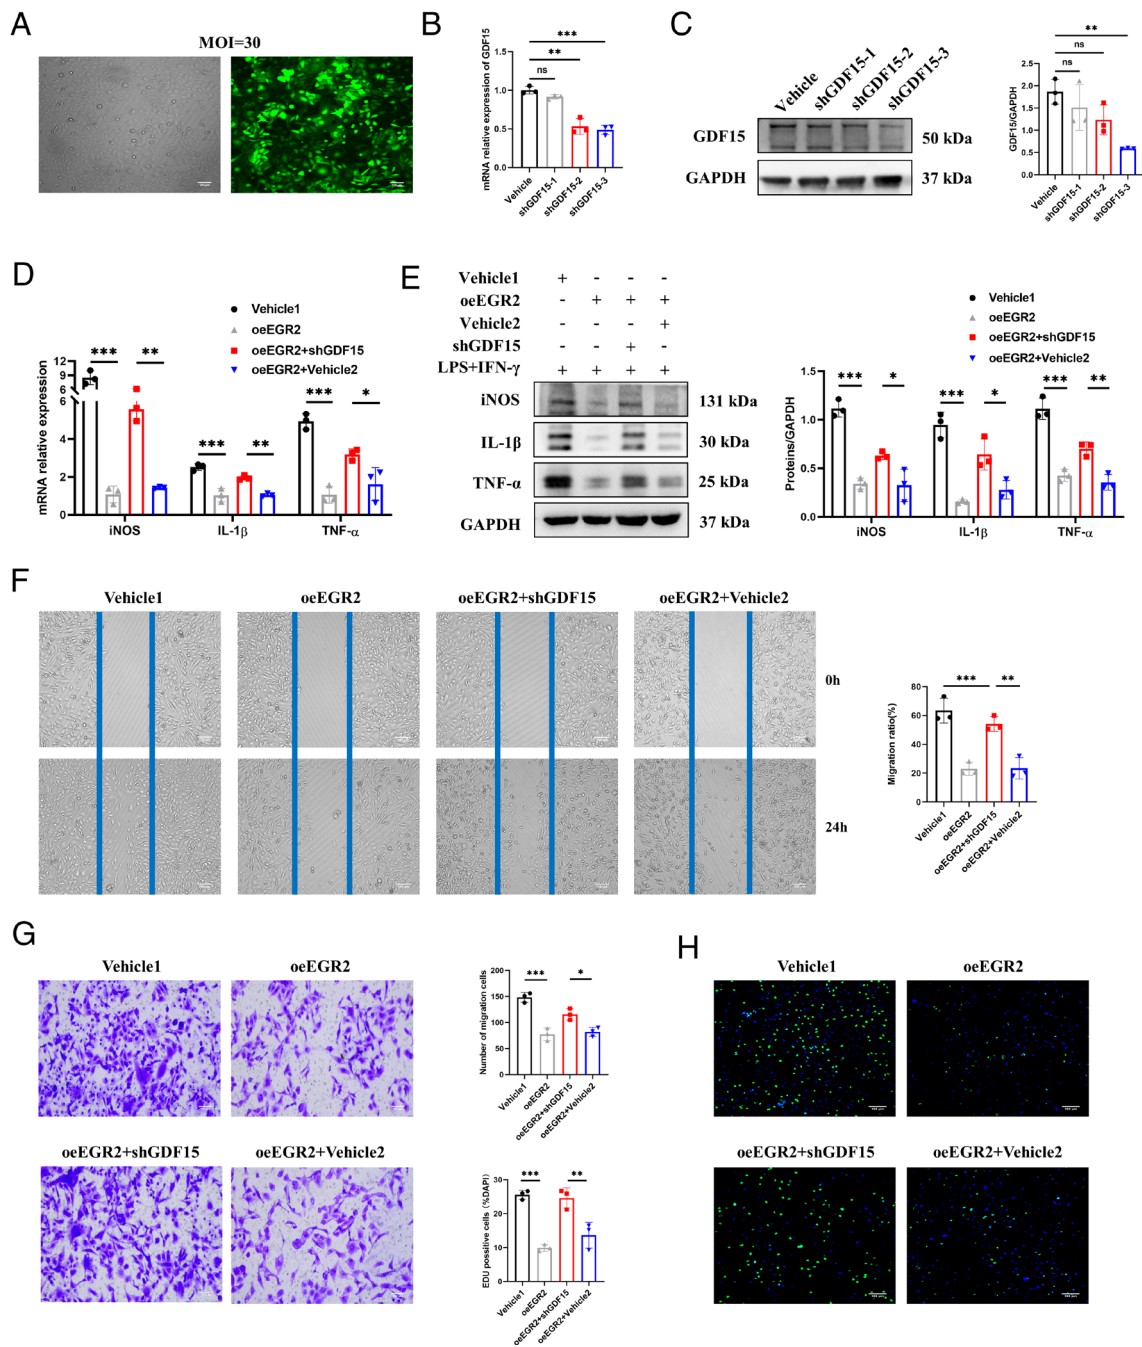 A
MOI=30
B
mRNA relative expression of GDF15
1.5
1.0
0.5
0.0
***
**
ns
Vehicle
shGDF15-1
shGDF15-2
shGDF15-3
C
Vehicle
shGDF15-1
shGDF15-2
shGDF15-3
GDF15
50 kDa
GAPDH
37 kDa
GDF15/GAPDH
2.5
2.0
1.5
1.0
0.5
0.0
**
ns
ns
Vehicle
shGDF15-1
shGDF15-2
shGDF15-3
D
Vehicle1
oeEGR2
oeEGR2+shGDF15
oeEGR2+Vehicle2
mRNA relative expression
12
9
6
6
4
2
0
*** **
*** **
*** *
iNOS IL-1β TNF-α
E
Vehicle1 + - - -
oeEGR2 - + + +
Vehicle2 - - - +
shGDF15 - - + -
LPS+IFN-γ + + + +
iNOS 131 kDa
IL-1β 30 kDa
TNF-α 25 kDa
GAPDH 37 kDa
Vehicle1
oeEGR2
oeEGR2+shGDF15
oeEGR2+Vehicle2
Proteins/GAPDH
1.5
1.0
0.5
0.0
*** *
*** *
*** **
iNOS IL-1β TNF-α
F
Vehicle1 oeEGR2 oeEGR2+shGDF15 oeEGR2+Vehicle2
0h
24h
Migration ratio(%)
80
60
40
20
0
*** **
Vehicle1
oeEGR2
oeEGR2+shGDF15
oeEGR2+Vehicle2
G
Vehicle1 oeEGR2
oeEGR2+shGDF15 oeEGR2+Vehicle2
Number of migration cells
200
150
100
50
0
*** *
Vehicle1
oeEGR2
oeEGR2+shGDF15
oeEGR2+Vehicle2
EDU possitive cells (%DAPI)
30
20
10
0
*** **
Vehicle1
oeEGR2
oeEGR2+shGDF15
oeEGR2+Vehicle2
H
Vehicle1 oeEGR2
oeEGR2+shGDF15 oeEGR2+Vehicle2